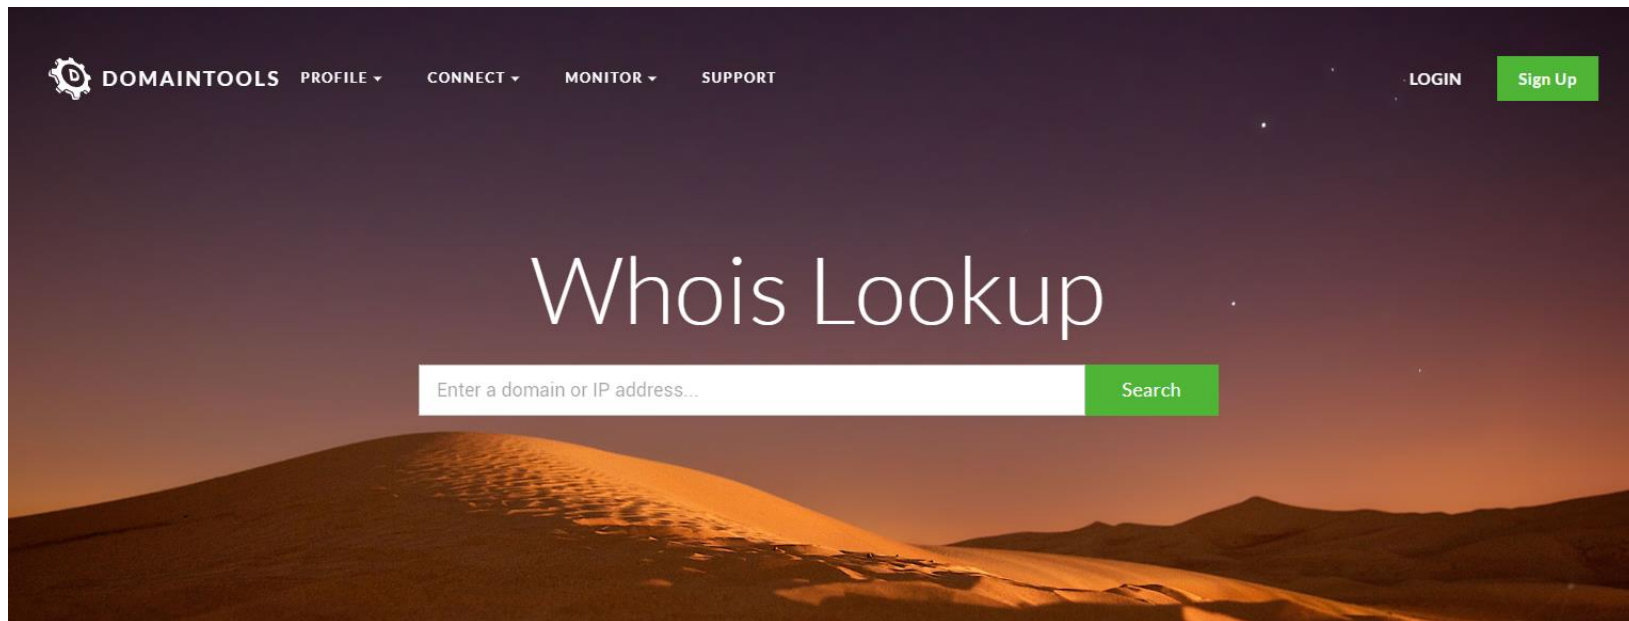 DOMAINTOOLS PROFILE CONNECT MONITOR SUPPORT LOGIN Sign Up
Whois Lookup
Enter a domain or IP address... Search